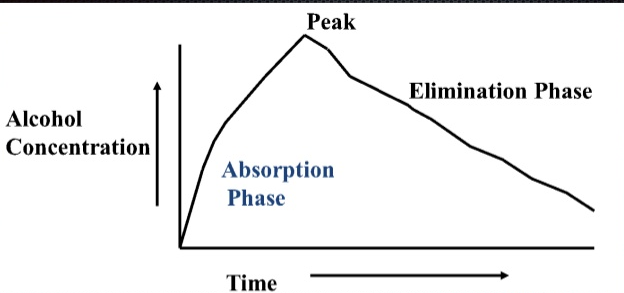 Peak
Elimination Phase
Alcohol
Concentration
Absorption
Phase
Time